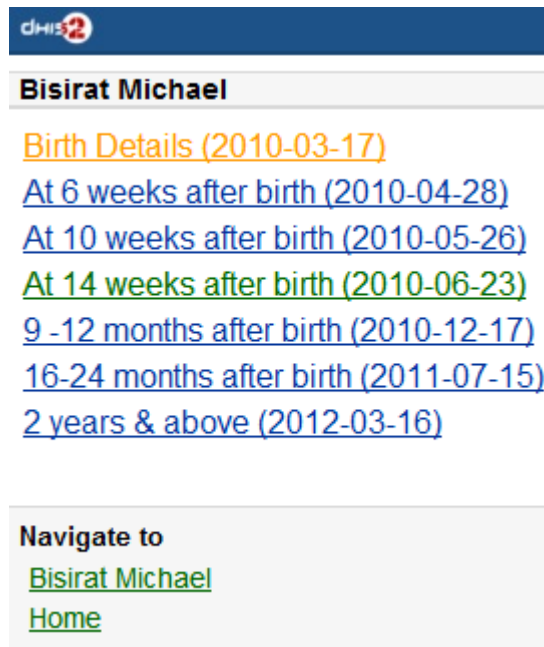 dHIS2
Bisirat Michael
Birth Details (2010-03-17)
At 6 weeks after birth (2010-04-28)
At 10 weeks after birth (2010-05-26)
At 14 weeks after birth (2010-06-23)
9 -12 months after birth (2010-12-17)
16-24 months after birth (2011-07-15)
2 years & above (2012-03-16)
Navigate to
Bisirat Michael
Home